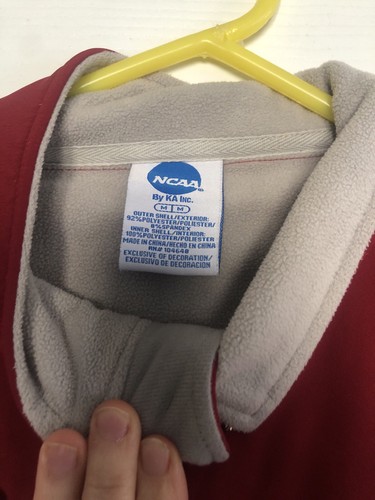 NCAA
By KA Inc.
M M
OUTER SHELL/EXTERIOR:
92%POLYESTER/POLIESTER/
8%SPANDEX
INNER SHELL/INTERIOR:
100%POLYESTER/POLIESTER
MADE IN CHINA/HECHO EN CHINA
RN# 104640
EXCLUSIVE OF DECORATION/
EXCLUSIVO DE DECORACION